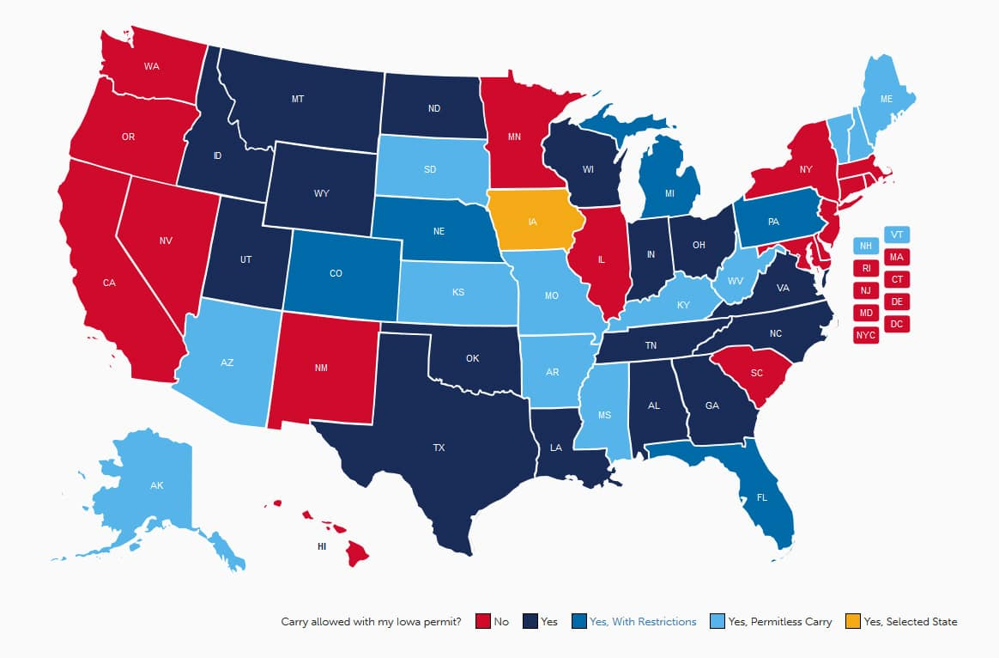 WA
MT
ND
ME
OR
MN
ID
SD
WI
NY
WY
MI
NE
IA
PA
NV
UT
CO
IL
IN
OH
VT
NH
MA
RI
CT
NJ
DE
MD
DC
NYC
CA
KS
MO
KY
WV
VA
AZ
NM
OK
AR
TN
NC
SC
MS
AL
GA
TX
LA
AK
FL
HI
Carry allowed with my Iowa permit? No Yes Yes, With Restrictions Yes, Permitless Carry Yes, Selected State